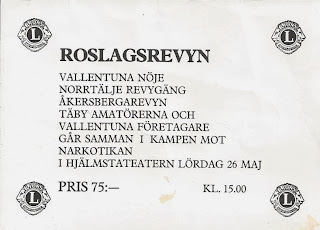 ROSLAGSREVYN
VALLENTUNA NÖJE
NORRTÄLJE REVYGÄNG
ÅKERSBERGAREVYN
TÄBY AMATÖRERNA OCH
VALLENTUNA FÖRETAGARE
GÅR SAMMAN I KAMPEN MOT
NARKOTIKAN
I HJÄLMSTATEATERN LÖRDAG 26 MAJ
PRIS 75:— KL. 15.00
L
L
L
L